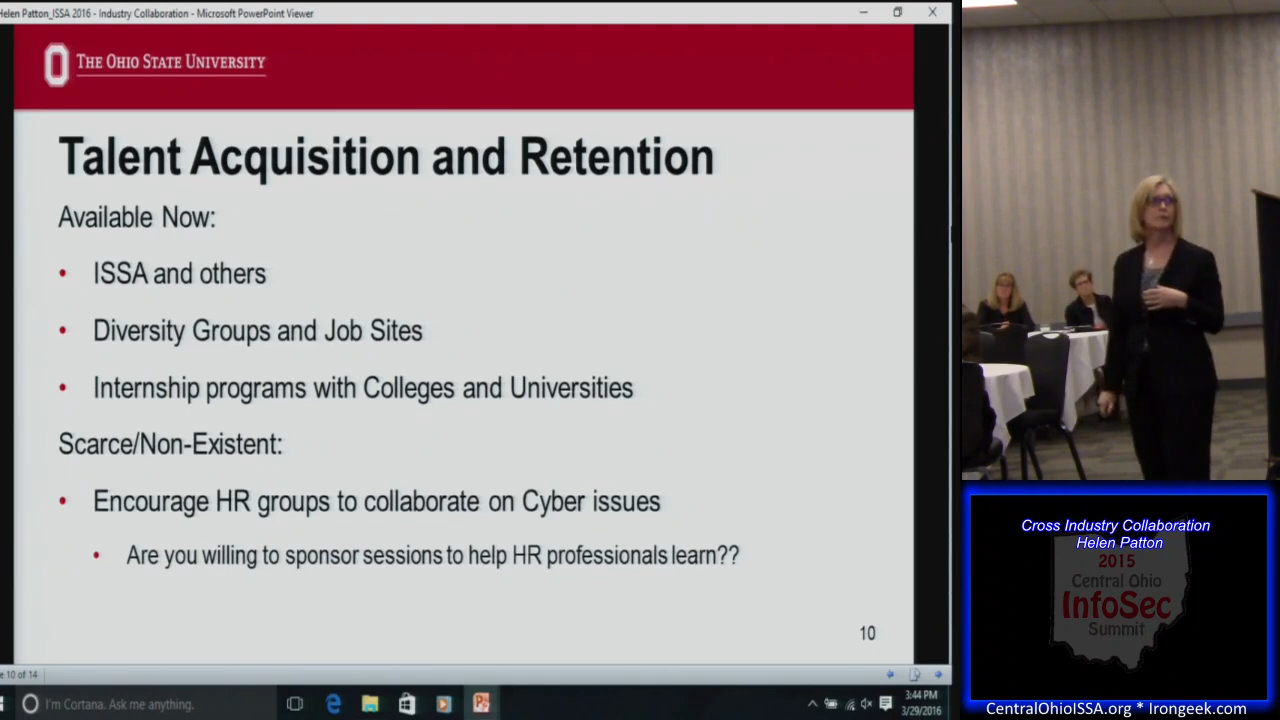 Helen Patton_ISSA 2016 - Industry Collaboration - Microsoft PowerPoint Viewer
THE OHIO STATE UNIVERSITY
Talent Acquisition and Retention
Available Now:
• ISSA and others
• Diversity Groups and Job Sites
• Internship programs with Colleges and Universities
Scarce/Non-Existent:
• Encourage HR groups to collaborate on Cyber issues
• Are you willing to sponsor sessions to help HR professionals learn??
10
10 of 14
I'm Cortana. Ask me anything.
3:44 PM
3/29/2016
Cross Industry Collaboration
Helen Patton
2015
Central Ohio
InfoSec
Summit
CentralOhioISSA.org * Irongeek.com